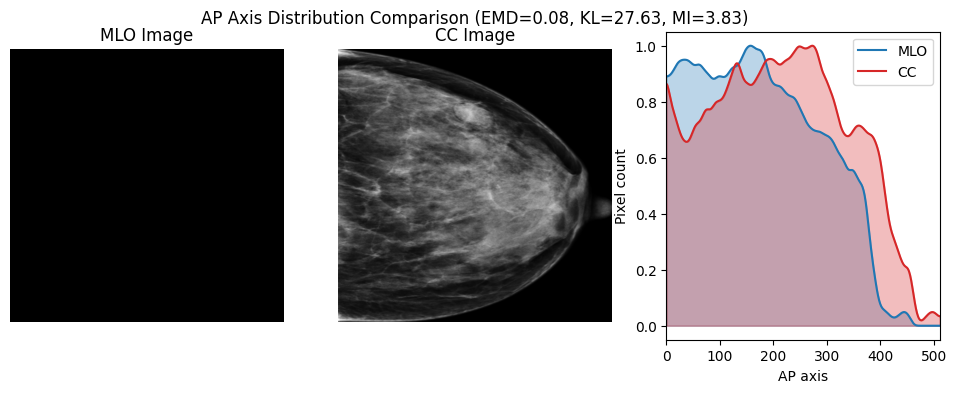 AP Axis Distribution Comparison (EMD=0.08, KL=27.63, MI=3.83)
MLO Image
CC Image
MLO
CC
1.0
0.8
0.6
0.4
0.2
0.0
Pixel count
0 100 200 300 400 500
AP axis